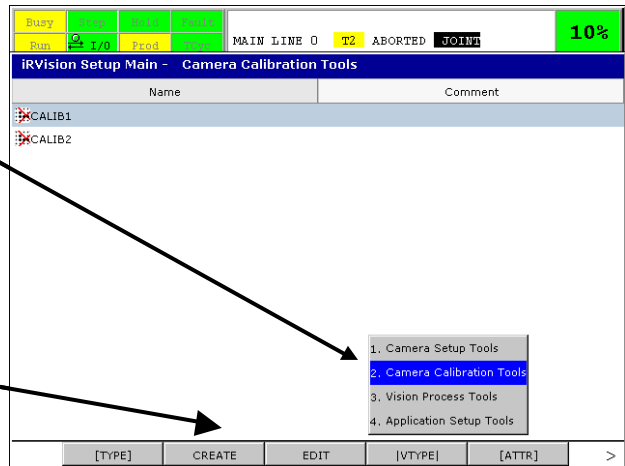 Busy Step Hold Fault
Run I/O Prod TCyc
MAIN LINE 0 T2 ABORTED JOINT
10%
iRVision Setup Main - Camera Calibration Tools
Name Comment
CALIB1
CALIB2
1. Camera Setup Tools
2. Camera Calibration Tools
3. Vision Process Tools
4. Application Setup Tools
[TYPE] CREATE EDIT |VTYPE| [ATTR] >